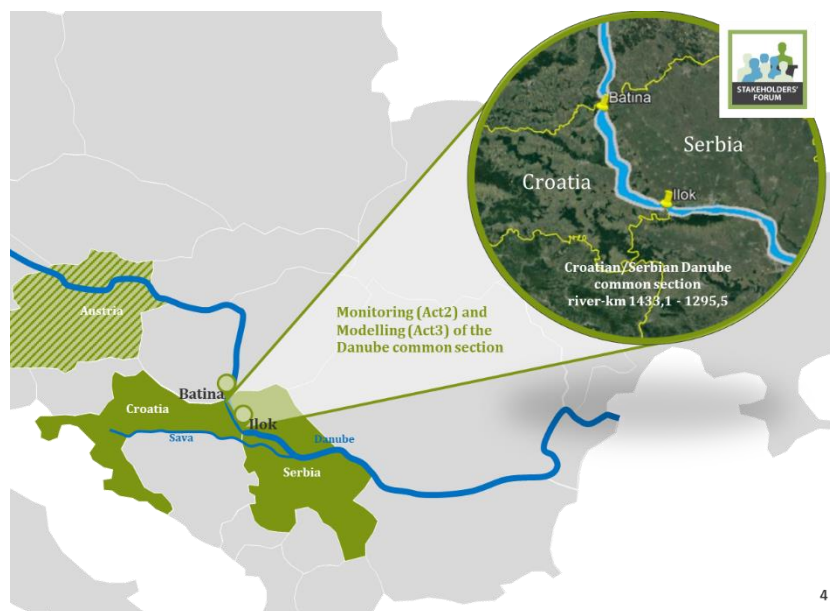 STAKEHOLDERS'
FORUM
Batina
Serbia
Croatia
Ilok
Croatian/Serbian Danube
common section
river-km 1433,1 - 1295,5
Monitoring (Act2) and
Modelling (Act3) of the
Danube common section
Austria
Batina
Croatia
Ilok
Sava
Danube
Serbia
4